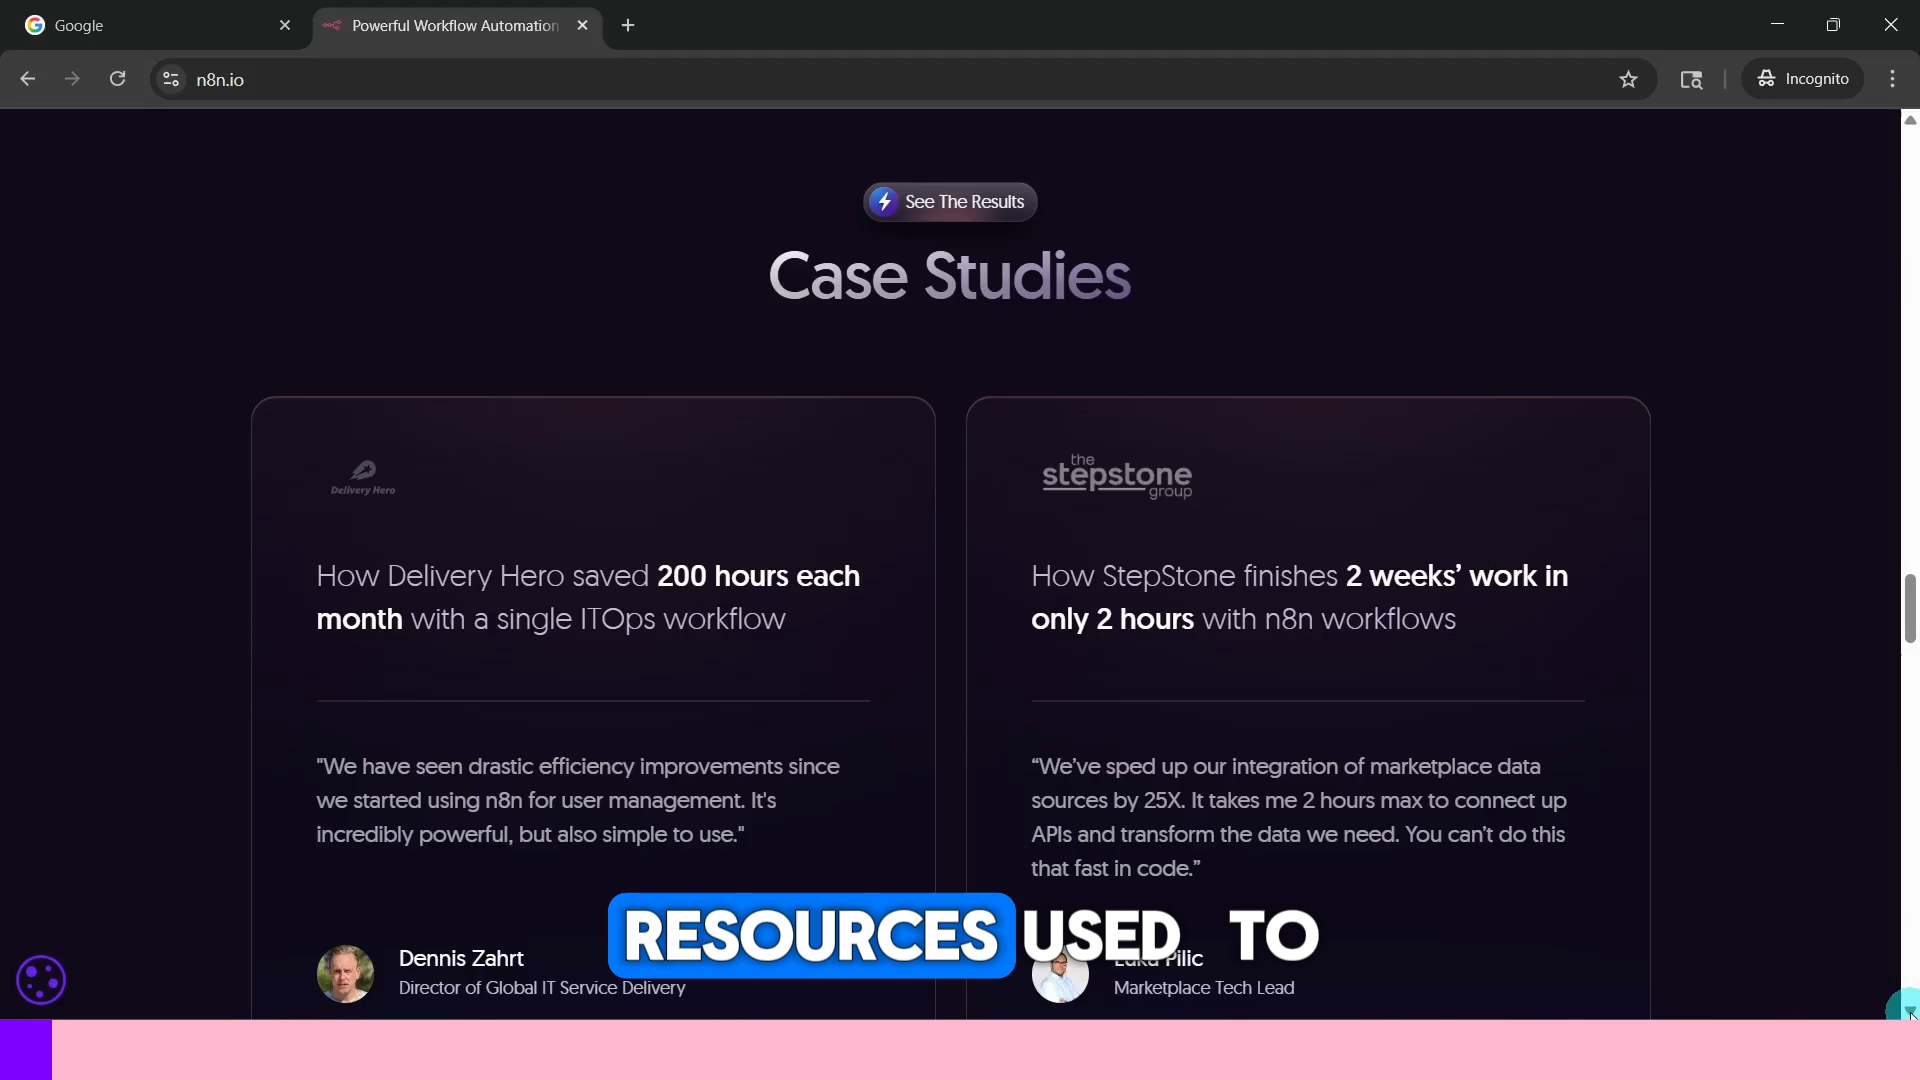 Google
Powerful Workflow Automation
n8n.io
Incognito
See The Results
Case Studies
Delivery Hero
the
stepstone
group
How Delivery Hero saved 200 hours each
month with a single ITOps workflow
How StepStone finishes 2 weeks’ work in
only 2 hours with n8n workflows
"We have seen drastic efficiency improvements since
we started using n8n for user management. It's
incredibly powerful, but also simple to use."
“We’ve sped up our integration of marketplace data
sources by 25X. It takes me 2 hours max to connect up
APIs and transform the data we need. You can’t do this
that fast in code.”
RESOURCES USED TO
Dennis Zahrt
Director of Global IT Service Delivery
Pilic
Marketplace Tech Lead